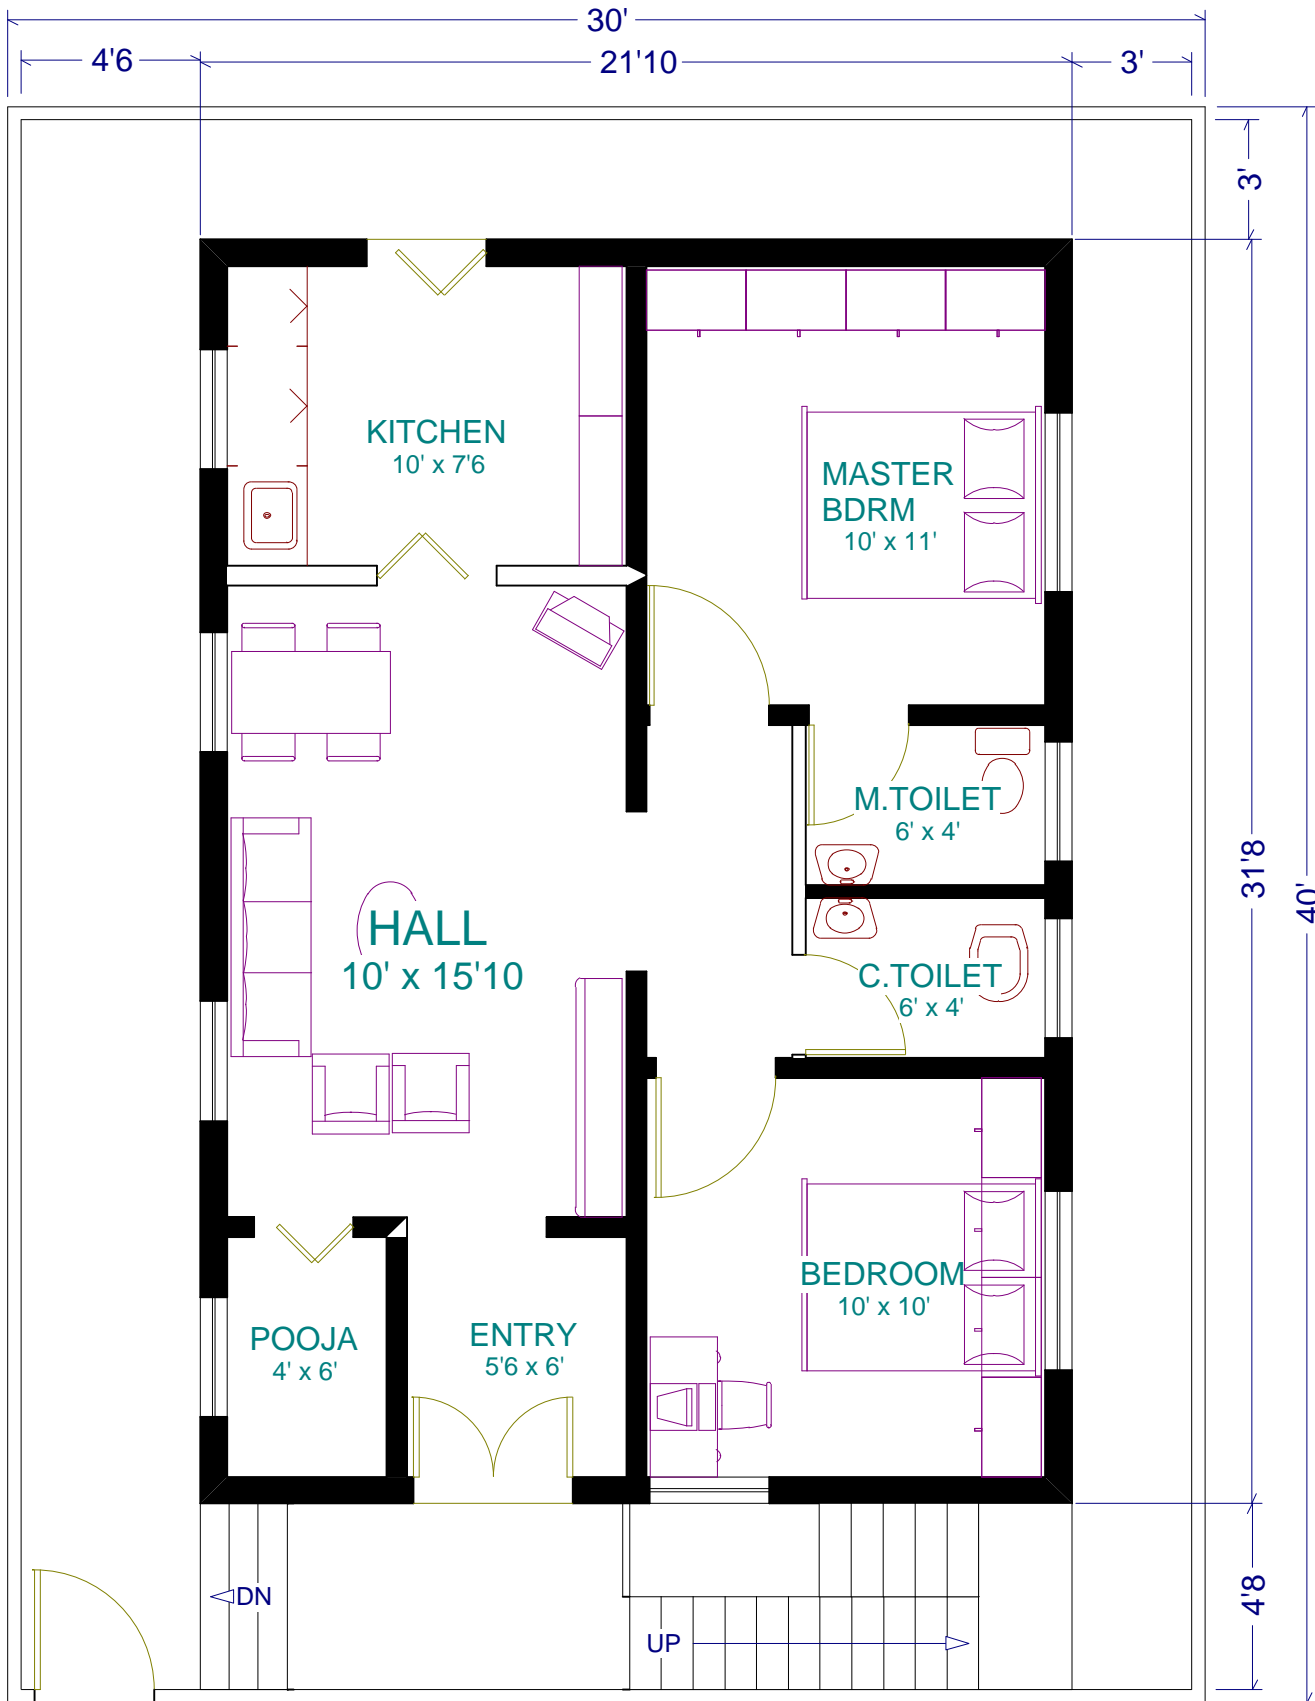 30'
4'6
21'10
3'
3'
KITCHEN
10' x 7'6
MASTER
BDRM
10' x 11'
M.TOILET
6' x 4'
31'8
40'
HALL
10' x 15'10
C.TOILET
6' x 4'
BEDROOM
10' x 10'
POOJA
4' x 6'
ENTRY
5'6 x 6'
DN
4'8
UP